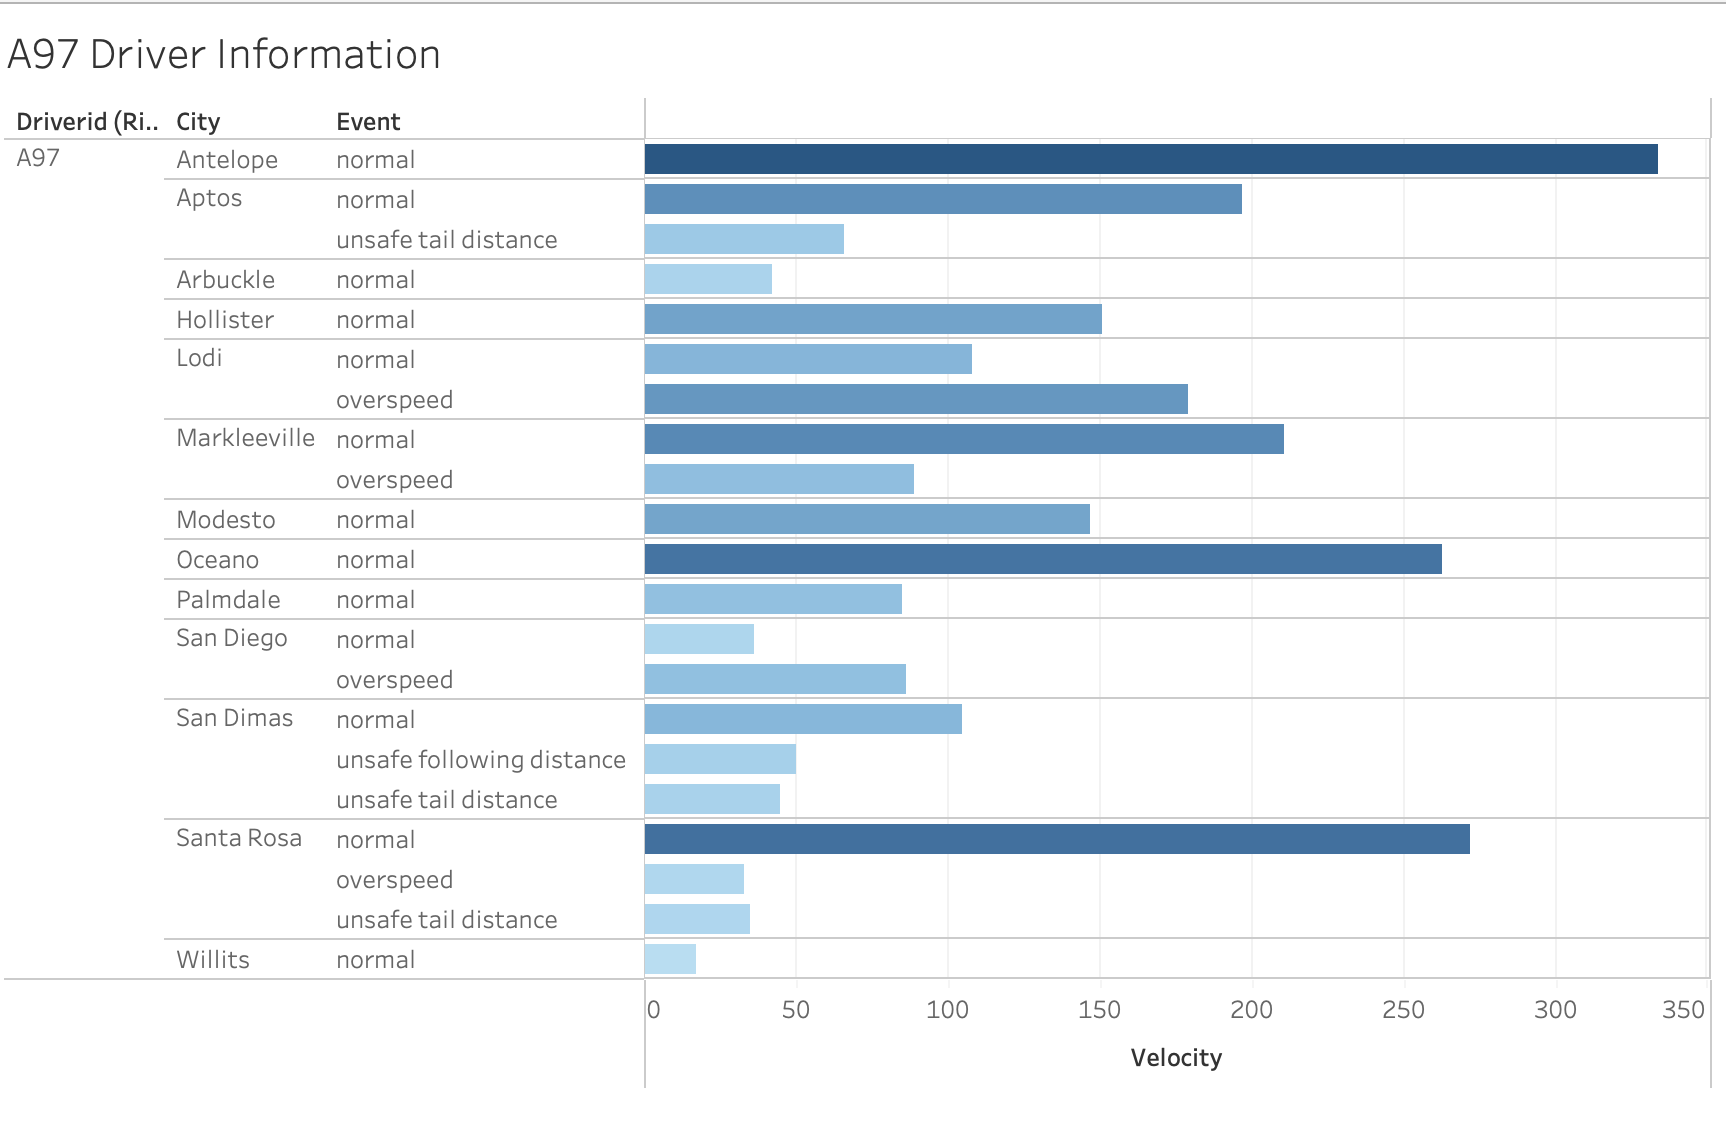 A97 Driver Information
Driverid (Ri.. City Event
A97 Antelope normal
Aptos normal
unsafe tail distance
Arbuckle normal
Hollister normal
Lodi normal
overspeed
Markleeville normal
overspeed
Modesto normal
Oceano normal
Palmdale normal
San Diego normal
overspeed
San Dimas normal
unsafe following distance
unsafe tail distance
Santa Rosa normal
overspeed
unsafe tail distance
Willits normal
0 50 100 150 200 250 300 350
Velocity